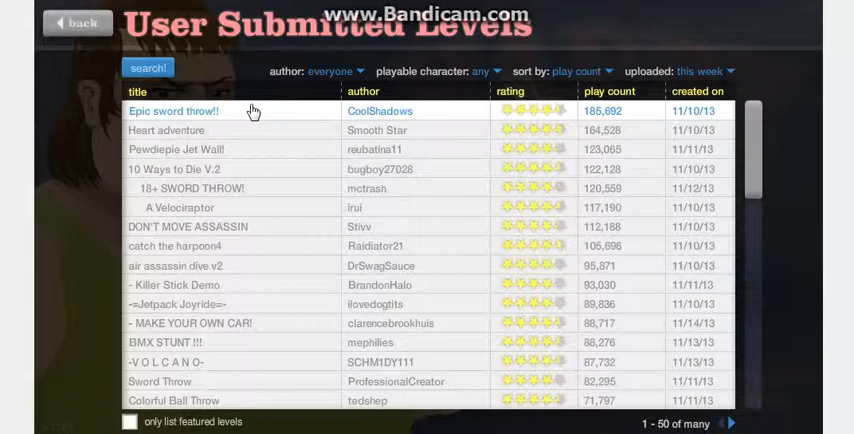 www.Bandicam.com
back
User Submitted Levels
search!
author: everyone playable character: any sort by: play count uploaded: this week
title author rating play count created on
Epic sword throw!! CoolShadows 185,692 11/10/13
Heart adventure Smooth Star 164,528 11/10/13
Pewdiepie Jet Wall! reubatina11 123,065 11/11/13
10 Ways to Die V.2 bugboy27028 122,128 11/10/13
18+ SWORD THROW! mctrash 120,559 11/12/13
A Velociraptor irui 117,190 11/10/13
DON'T MOVE ASSASSIN Stivv 112,188 11/10/13
catch the harpoon4 Raidiator21 105,696 11/10/13
air assassin dive v2 DrSwagSauce 95,871 11/10/13
- Killer Stick Demo BrandonHalo 93,030 11/11/13
-=Jetpack Joyride=- ilovedogtits 89,836 11/10/13
- MAKE YOUR OWN CAR! clarencebrookhuis 88,717 11/14/13
BMX STUNT !!! mephilies 88,276 11/13/13
-V O L C A N O- SCHM1DY111 87,732 11/13/13
Sword Throw ProfessionalCreator 82,295 11/11/13
Colorful Ball Throw tedshep 71,797 11/11/13
only list featured levels 1 - 50 of many